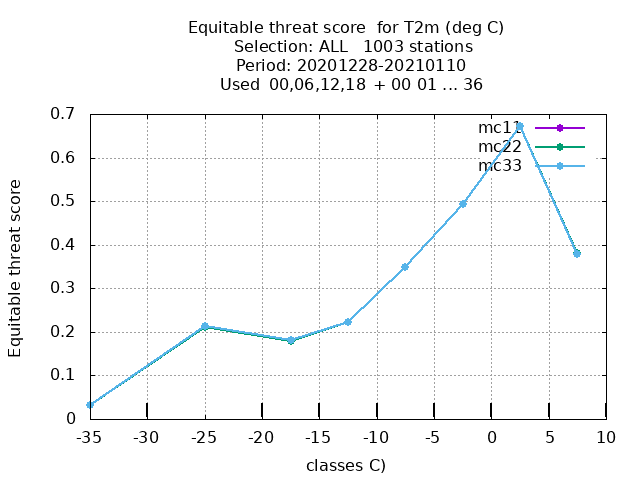 Equitable threat score for T2m (deg C)
Selection: ALL 1003 stations
Period: 20201228-20210110
Used 00,06,12,18 + 00 01 ... 36
Equitable threat score
0.7
0.6
0.5
0.4
0.3
0.2
0.1
0
mc11
mc22
mc33
-35 -30 -25 -20 -15 -10 -5 0 5 10
classes C)